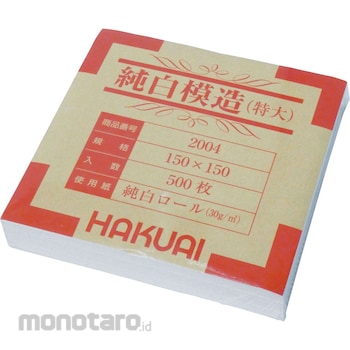 純白模造(特大)
商品番号 2004
規格 150×150
入数 500枚
使用紙 純白ロール(30g/㎡)
HAKUAI
monotaro.id